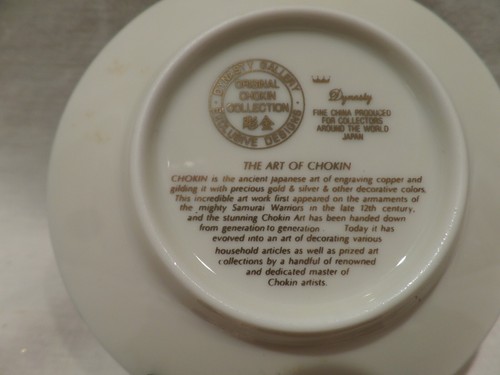 DYNASTY GALLERY
ORIGINAL
CHOKIN
COLLECTION
彫金
EXCLUSIVE DESIGNS
Dynasty
FINE CHINA PRODUCED
FOR COLLECTORS
AROUND THE WORLD
JAPAN
THE ART OF CHOKIN
CHOKIN is the ancient Japanese art of engraving copper and
gilding it with precious gold & silver & other decorative colors.
This incredible art work first appeared on the armaments of
the mighty Samurai Warriors in the late 12th century,
and the stunning Chokin Art has been handed down
from generation to generation. Today it has
evorved into an art of decorating various
household articles as well as prized art
collections by a handful of renowned
and dedicated master of
Chokin artists.